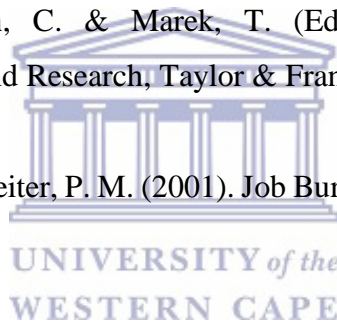 , C. & Marek, T. (Ed
d Research, Taylor & Fran
eiter, P. M. (2001). Job Bur
UNIVERSITY of the
WESTERN CAPE